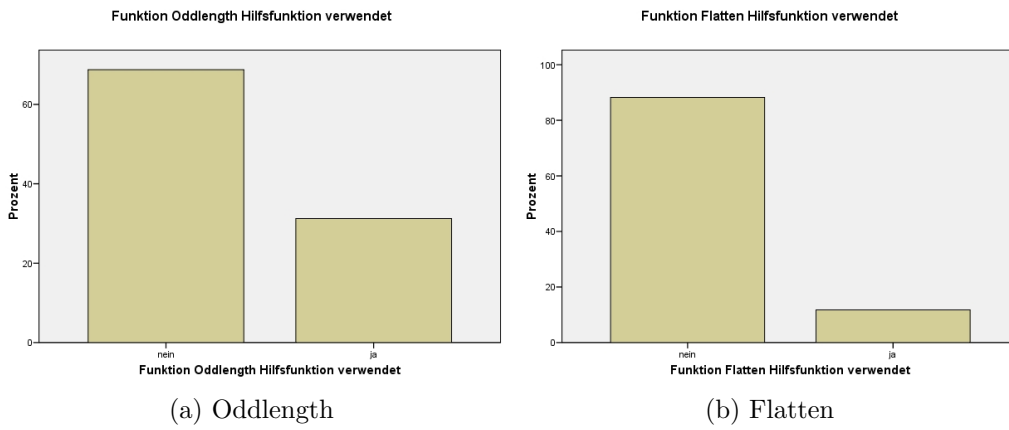 Funktion Oddlength Hilfsfunktion verwendet
Prozent
60
40
20
0
nein
ja
Funktion Oddlength Hilfsfunktion verwendet
(a) Oddlength
Funktion Flatten Hilfsfunktion verwendet
Prozent
100
80
60
40
20
0
nein
ja
Funktion Flatten Hilfsfunktion verwendet
(b) Flatten